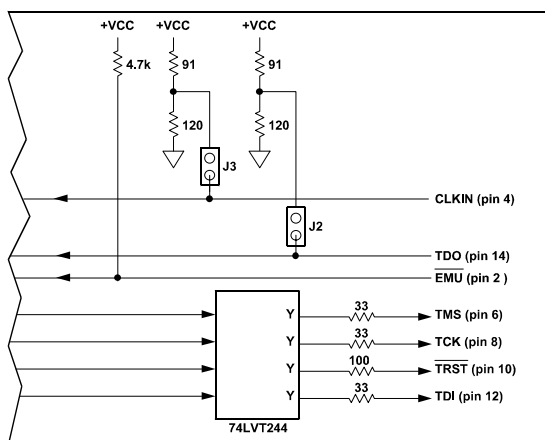 +VCC +VCC +VCC
4.7k 91 91
120 120
J3
CLKIN (pin 4)
J2
TDO (pin 14)
EMU (pin 2 )
Y 33 TMS (pin 6)
Y 33 TCK (pin 8)
Y 100 TRST (pin 10)
Y 33 TDI (pin 12)
74LVT244